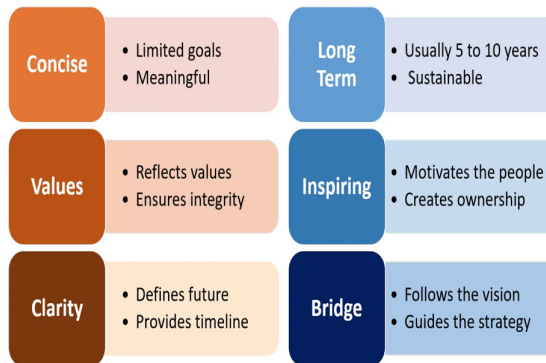 Concise
• Limited goals
• Meaningful
Long
Term
• Usually 5 to 10 years
• Sustainable
Values
• Reflects values
• Ensures integrity
Inspiring
• Motivates the people
• Creates ownership
Clarity
• Defines future
• Provides timeline
Bridge
• Follows the vision
• Guides the strategy